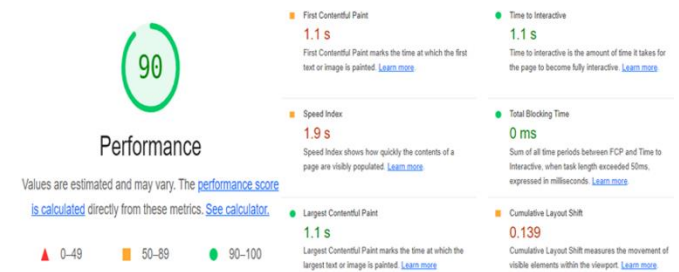 90
Performance
Values are estimated and may vary. The performance score
is calculated directly from these metrics. See calculator.
0–49
50–89
90–100
First Contentful Paint
1.1 s
First Contentful Paint marks the time at which the first
text or image is painted. Learn more.
Speed Index
1.9 s
Speed Index shows how quickly the contents of a
page are visibly populated. Learn more.
Largest Contentful Paint
1.1 s
Largest Contentful Paint marks the time at which the
largest text or image is painted. Learn more
Time to Interactive
1.1 s
Time to interactive is the amount of time it takes for
the page to become fully interactive. Learn more.
Total Blocking Time
0 ms
Sum of all time periods between FCP and Time to
Interactive, when task length exceeded 50ms,
expressed in milliseconds. Learn more.
Cumulative Layout Shift
0.139
Cumulative Layout Shift measures the movement of
visible elements within the viewport. Learn more.